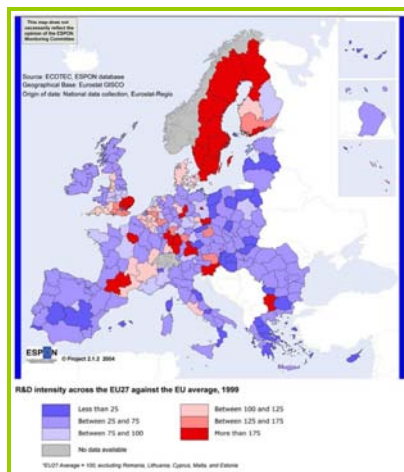 This map does not
necessarily reflect the
opinion of the ESPON
Monitoring Committee
Source: ECOTEC, ESPON database
Geographical Base: Eurostat GISCO
Origin of data: National data collection, Eurostat-Regio
ESPON
© Project 2.1.2 2004
R&D intensity across the EU27 against the EU average, 1999
Less than 25
Between 25 and 75
Between 75 and 100
No data available
Between 100 and 125
Between 125 and 175
More than 175
Average = 100, excluding Romania, Lithuania, Cyprus, Malta, and Estonia